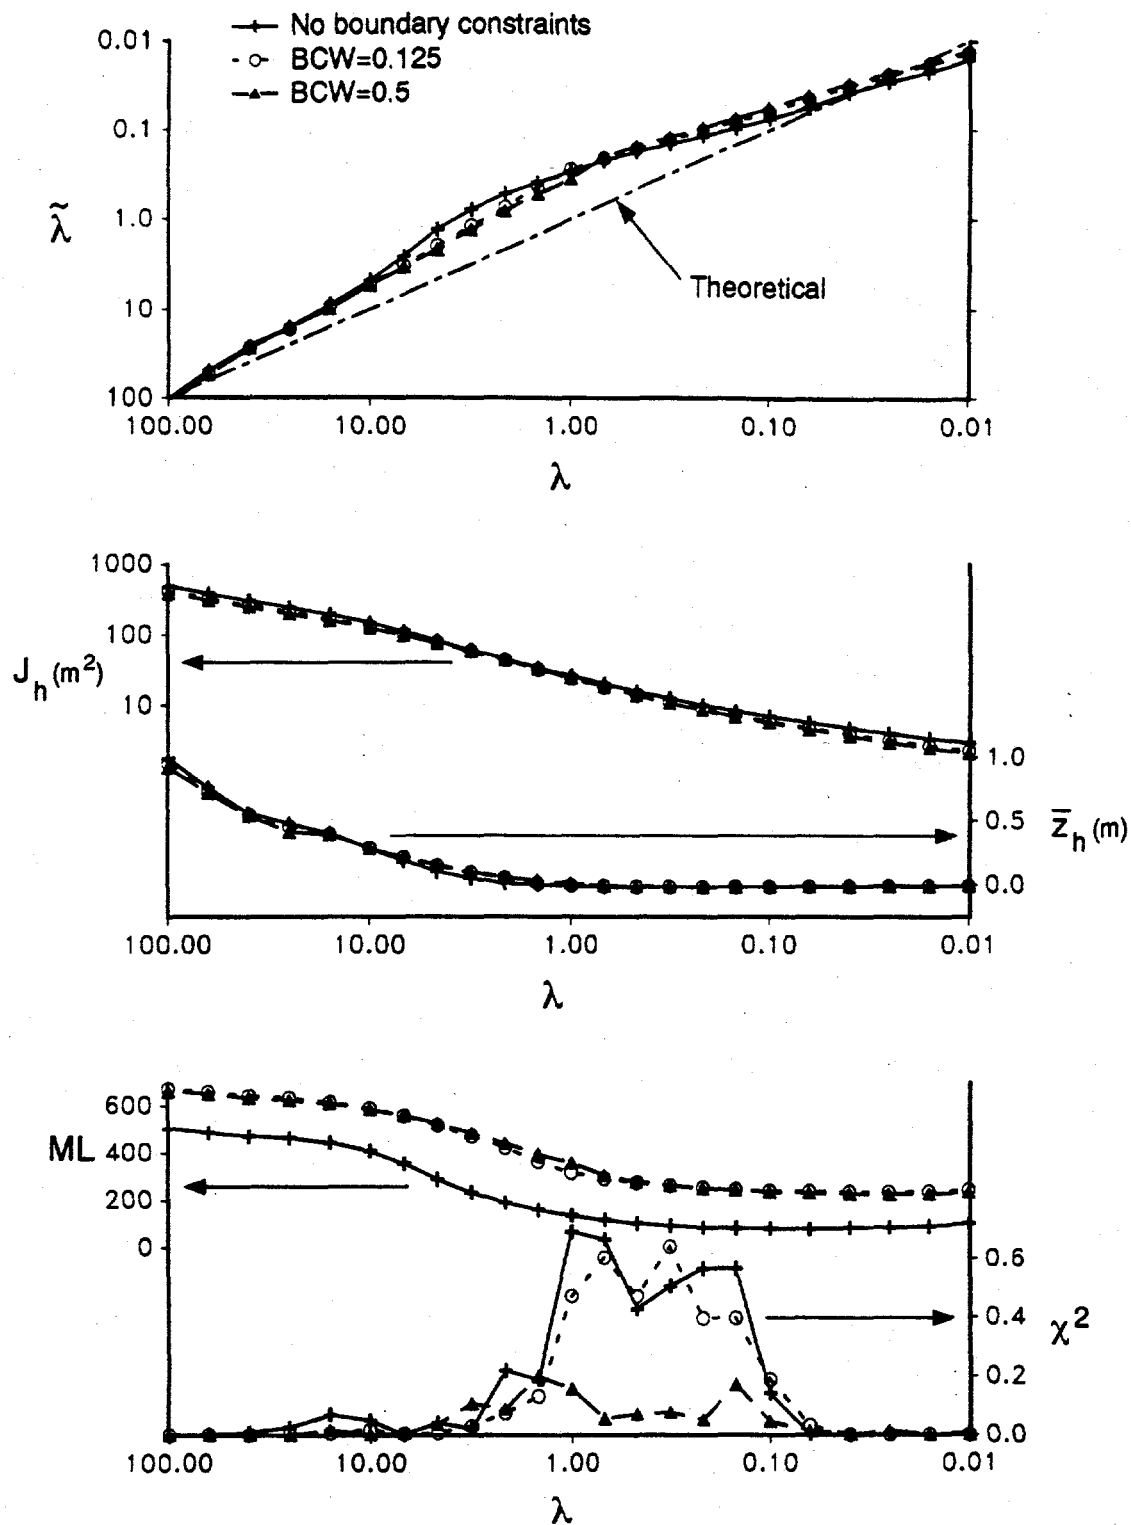 No boundary constraints
BCW=0.125
BCW=0.5
0.01
0.1
1.0
10
100
λ̃
Theoretical
100.00 10.00 1.00 0.10 0.01
λ
1000
100
10
J_h (m²)
1.0
0.5
0.0
z̄_h (m)
100.00 10.00 1.00 0.10 0.01
λ
600
400
200
0
ML
0.6
0.4
0.2
0.0
χ²
100.00 10.00 1.00 0.10 0.01
λ